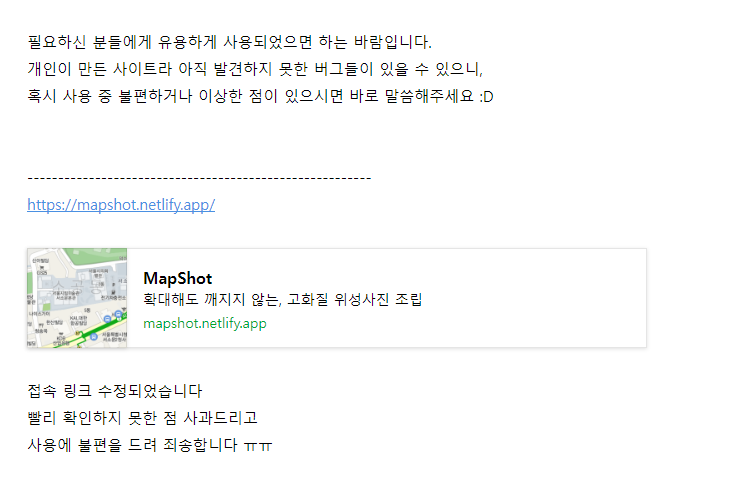 필요하신 분들에게 유용하게 사용되었으면 하는 바람입니다.
개인이 만든 사이트라 아직 발견하지 못한 버그들이 있을 수 있으니,
혹시 사용 중 불편하거나 이상한 점이 있으시면 바로 말씀해주세요 :D
--------------------------------------------------------
https://mapshot.netlify.app/
MapShot
확대해도 깨지지 않는, 고화질 위성사진 조립
mapshot.netlify.app
접속 링크 수정되었습니다
빨리 확인하지 못한 점 사과드리고
사용에 불편을 드려 죄송합니다 ㅠㅠ